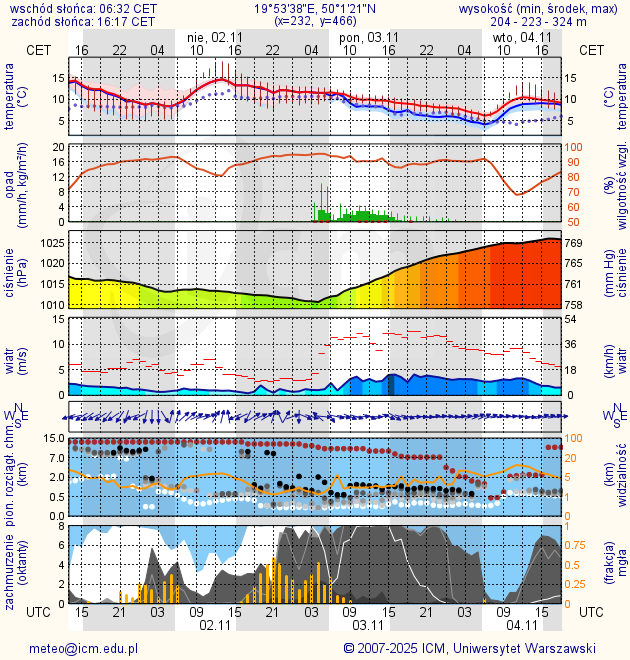 wschód słońca: 06:32 CET
19°53'38"E, 50°1'21"N
wysokość (min, środek, max)
zachód słońca: 16:17 CET
(x=232, y=466)
204 - 223 - 324 m
nie, 02.11 pon, 03.11 wto, 04.11
CET 16 22 04 10 16 22 04 10 16 22 04 10 16 CET
temperatura (°C)
15 10 5
15 10 5
(°C) temperatura
opad (mm/h, kg/m²/h)
20 16 12 8 4 0
100 90 80 70 60 50
(%) wilgotność wzgl.
ciśnienie (hPa)
1025 1020 1015 1010
769 765 761 758
(mm Hg) ciśnienie
wiatr (m/s)
15 10 5 0
54 36 18 0
(km/h) wiatr
N W E S
N W E S
pion. rozciągł. chm. (km)
15.0 7.0 2.0 0.5 0.0
100 20 5 1 0
(km) widzialność
zachmurzenie (oktanty)
8 6 4 2 0
1 0.75 0.5 0.25 0
(frakcja) mgła
UTC 15 21 03 09 15 21 03 09 15 21 03 09 15 UTC
02.11 03.11 04.11
meteo@icm.edu.pl
© 2007-2025 ICM, Uniwersytet Warszawski